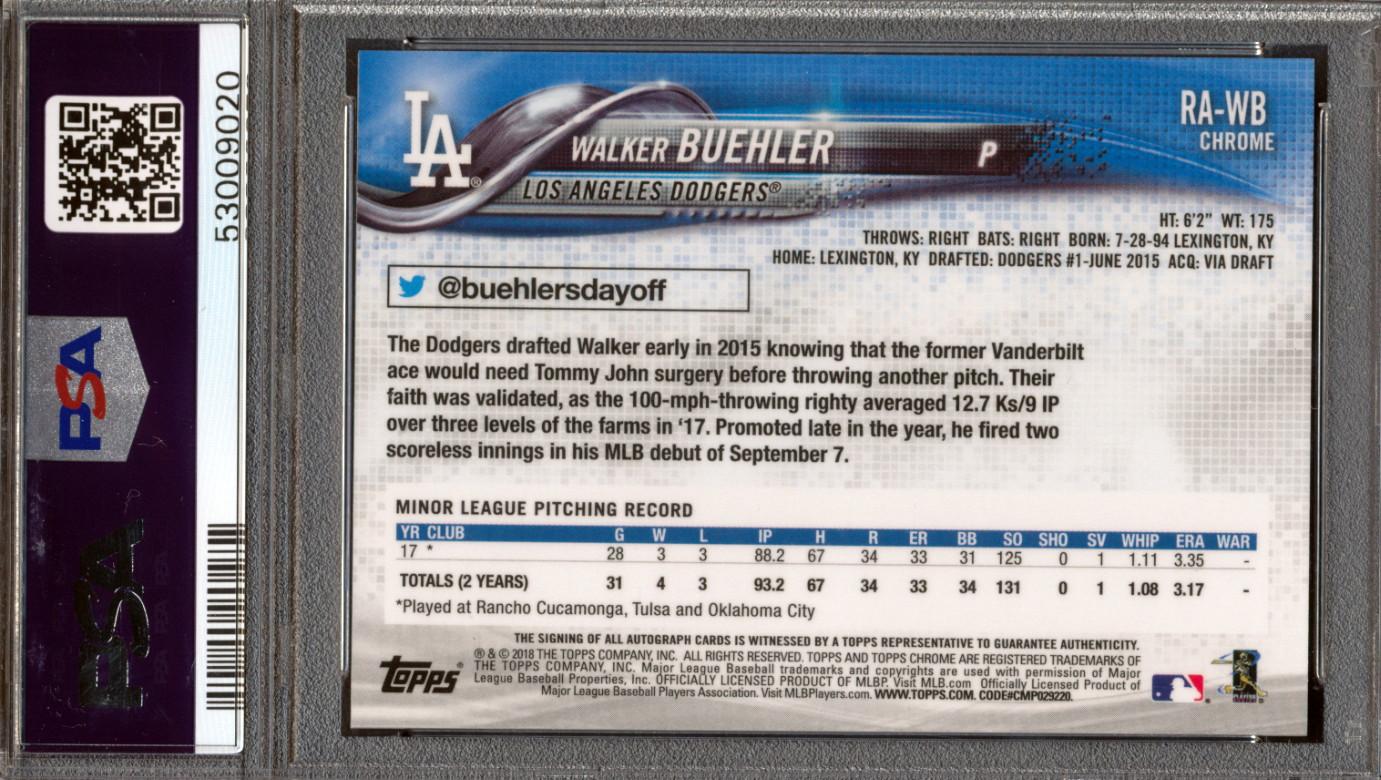 53009020
PSA
PSA
LA
WALKER BUEHLER P
LOS ANGELES DODGERS®
RA-WB
CHROME
HT: 6'2" WT: 175
THROWS: RIGHT BATS: RIGHT BORN: 7-28-94 LEXINGTON, KY
HOME: LEXINGTON, KY DRAFTED: DODGERS #1-JUNE 2015 ACQ: VIA DRAFT
@buehlersdayoff
The Dodgers drafted Walker early in 2015 knowing that the former Vanderbilt
ace would need Tommy John surgery before throwing another pitch. Their
faith was validated, as the 100-mph-throwing righty averaged 12.7 Ks/9 IP
over three levels of the farms in '17. Promoted late in the year, he fired two
scoreless innings in his MLB debut of September 7.
MINOR LEAGUE PITCHING RECORD
YR CLUB G W L IP H R ER BB SO SHO SV WHIP ERA WAR
17 * 28 3 3 88.2 67 34 33 31 125 0 1 1.11 3.35 -
TOTALS (2 YEARS) 31 4 3 93.2 67 34 33 34 131 0 1 1.08 3.17 -
*Played at Rancho Cucamonga, Tulsa and Oklahoma City
THE SIGNING OF ALL AUTOGRAPH CARDS IS WITNESSED BY A TOPPS REPRESENTATIVE TO GUARANTEE AUTHENTICITY.
® & © 2018 THE TOPPS COMPANY, INC. ALL RIGHTS RESERVED. TOPPS AND TOPPS CHROME ARE REGISTERED TRADEMARKS OF
THE TOPPS COMPANY, INC. Major League Baseball trademarks and copyrights are used with permission of Major
League Baseball Properties, Inc. OFFICIALLY LICENSED PRODUCT OF MLBP. Visit MLB.com Officially Licensed Product of
Major League Baseball Players Association. Visit MLBPlayers.com. WWW.TOPPS.COM. CODE#CMP029220.
Topps®